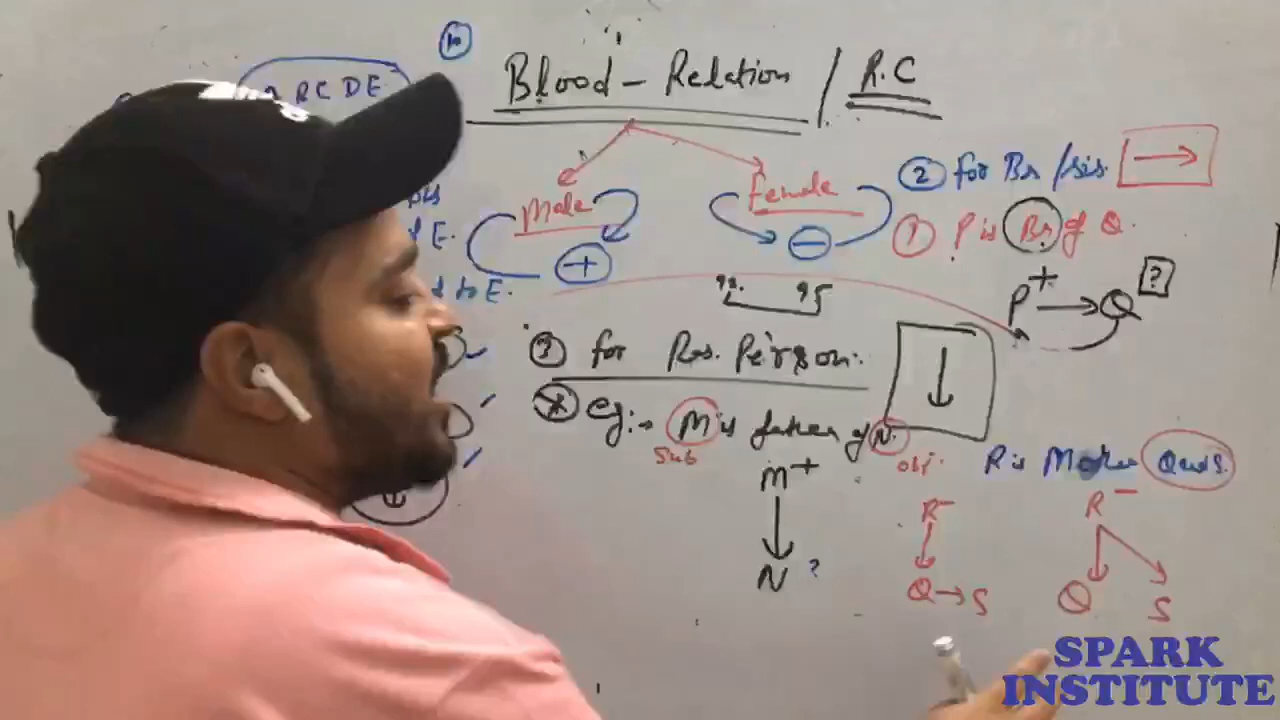 Blood - Relation / R.C
R C D E
Male
Female
+
−
② for Br /sis. →
① P is Br of Q.
P+ → Q ?
E.
to E.
③ for Res. Person. ↓
eg:→ M is father of N.
Sub
obj.
M+
↓
N ?
R is Mother Q and S.
R−
Q → S
R−
Q S
SPARK
INSTITUTE